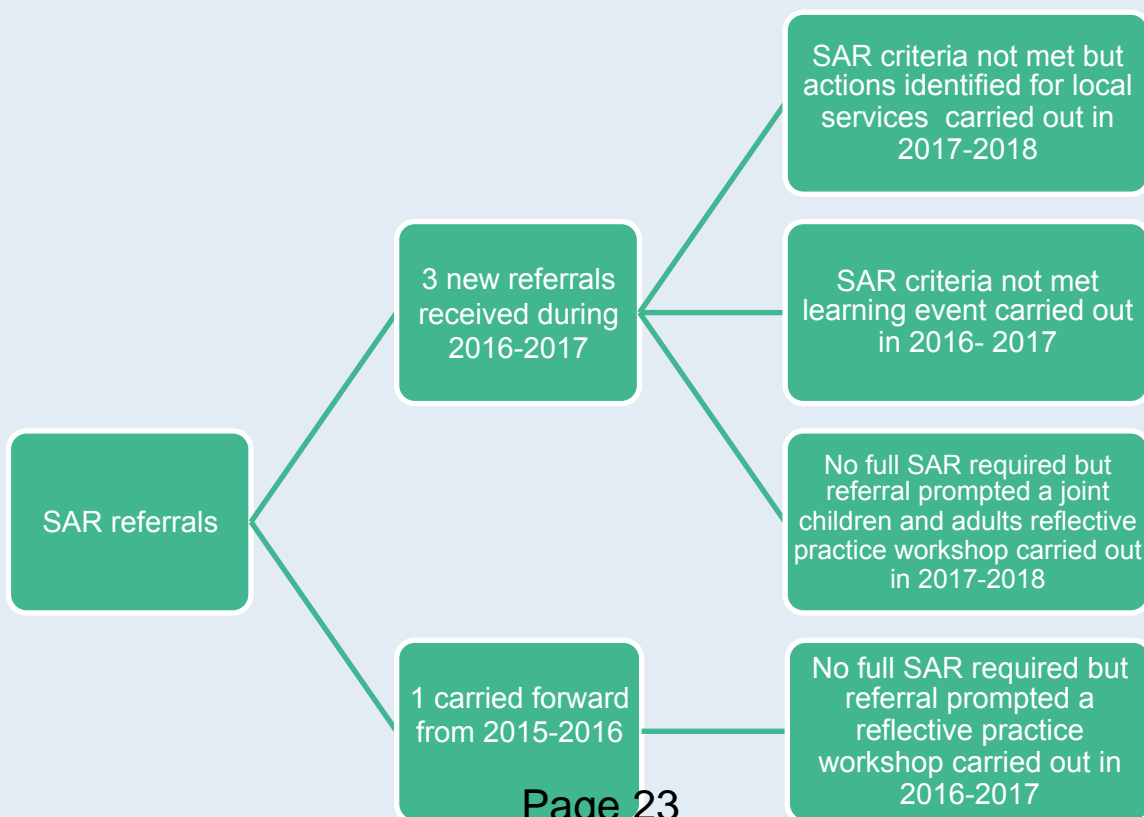 SAR referrals
3 new referrals
received during
2016-2017
SAR criteria not met but
actions identified for local
services carried out in
2017-2018
SAR criteria not met
learning event carried out
in 2016- 2017
No full SAR required but
referral prompted a joint
children and adults reflective
practice workshop carried out
in 2017-2018
1 carried forward
from 2015-2016
No full SAR required but
referral prompted a
reflective practice
workshop carried out in
2016-2017
Page 23